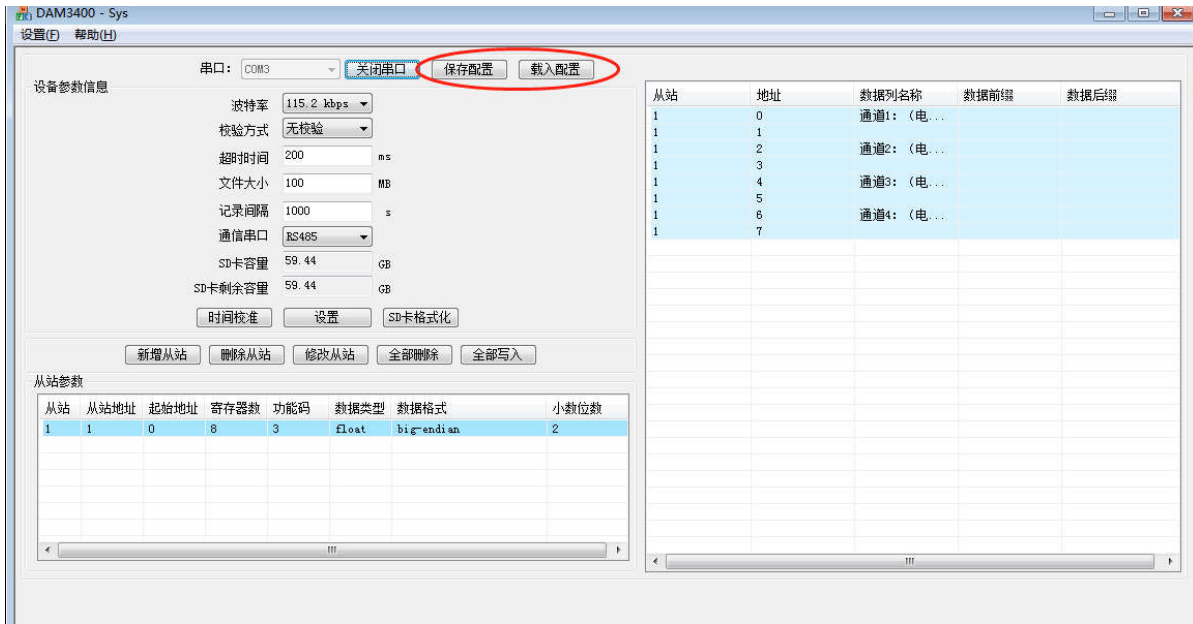 DAM3400 - Sys
设置(F) 帮助(H)
串口: COM3 关闭串口 保存配置 载入配置
设备参数信息
波特率 115.2 kbps
校验方式 无校验
超时时间 200 ms
文件大小 100 MB
记录间隔 1000 s
通信串口 RS485
SD卡容量 59.44 GB
SD卡剩余容量 59.44 GB
时间校准 设置 SD卡格式化
新增从站 删除从站 修改从站 全部删除 全部写入
从站参数
从站 从站地址 起始地址 寄存器数 功能码 数据类型 数据格式 小数位数
1 1 0 8 3 float big-endian 2
从站 地址 数据列名称 数据前缀 数据后缀
1 0 通道1: (电...
1 1
1 2 通道2: (电...
1 3
1 4 通道3: (电...
1 5
1 6 通道4: (电...
1 7